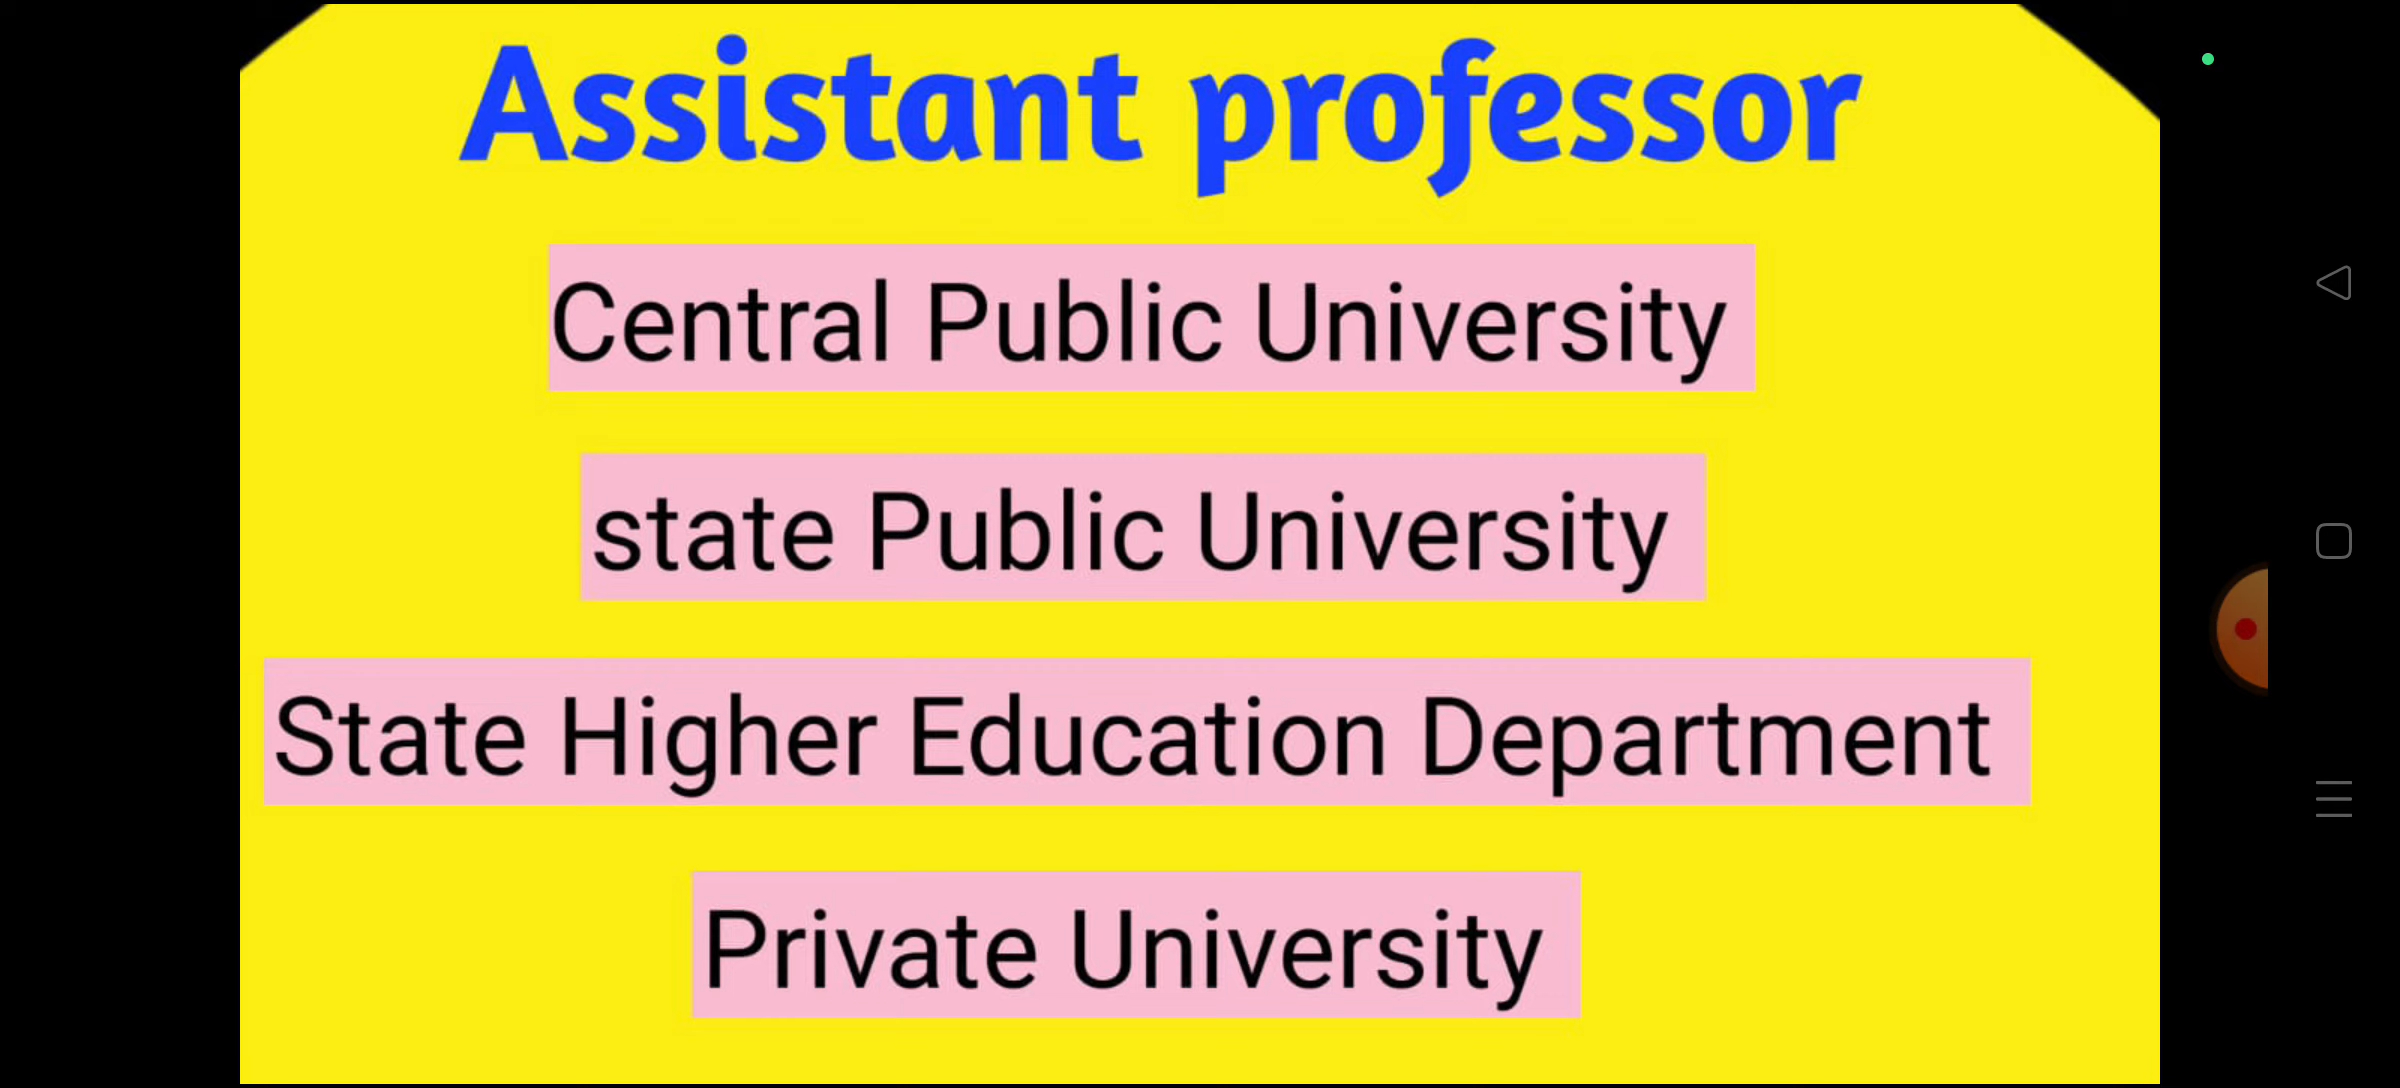 Assistant professor
Central Public University
state Public University
State Higher Education Department
Private University